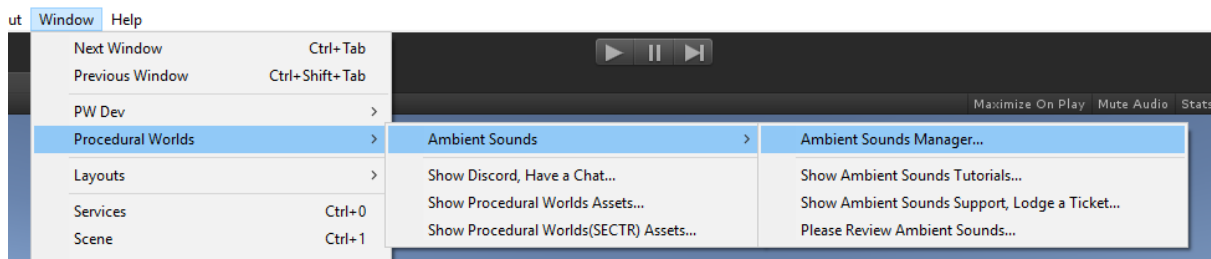 ut Window Help
Next Window Ctrl+Tab
Previous Window Ctrl+Shift+Tab
PW Dev >
Maximize On Play Mute Audio Stats
Procedural Worlds > Ambient Sounds > Ambient Sounds Manager...
Layouts > Show Discord, Have a Chat... Show Ambient Sounds Tutorials...
Services Ctrl+0 Show Procedural Worlds Assets... Show Ambient Sounds Support, Lodge a Ticket...
Scene Ctrl+1 Show Procedural Worlds(SECTR) Assets... Please Review Ambient Sounds...